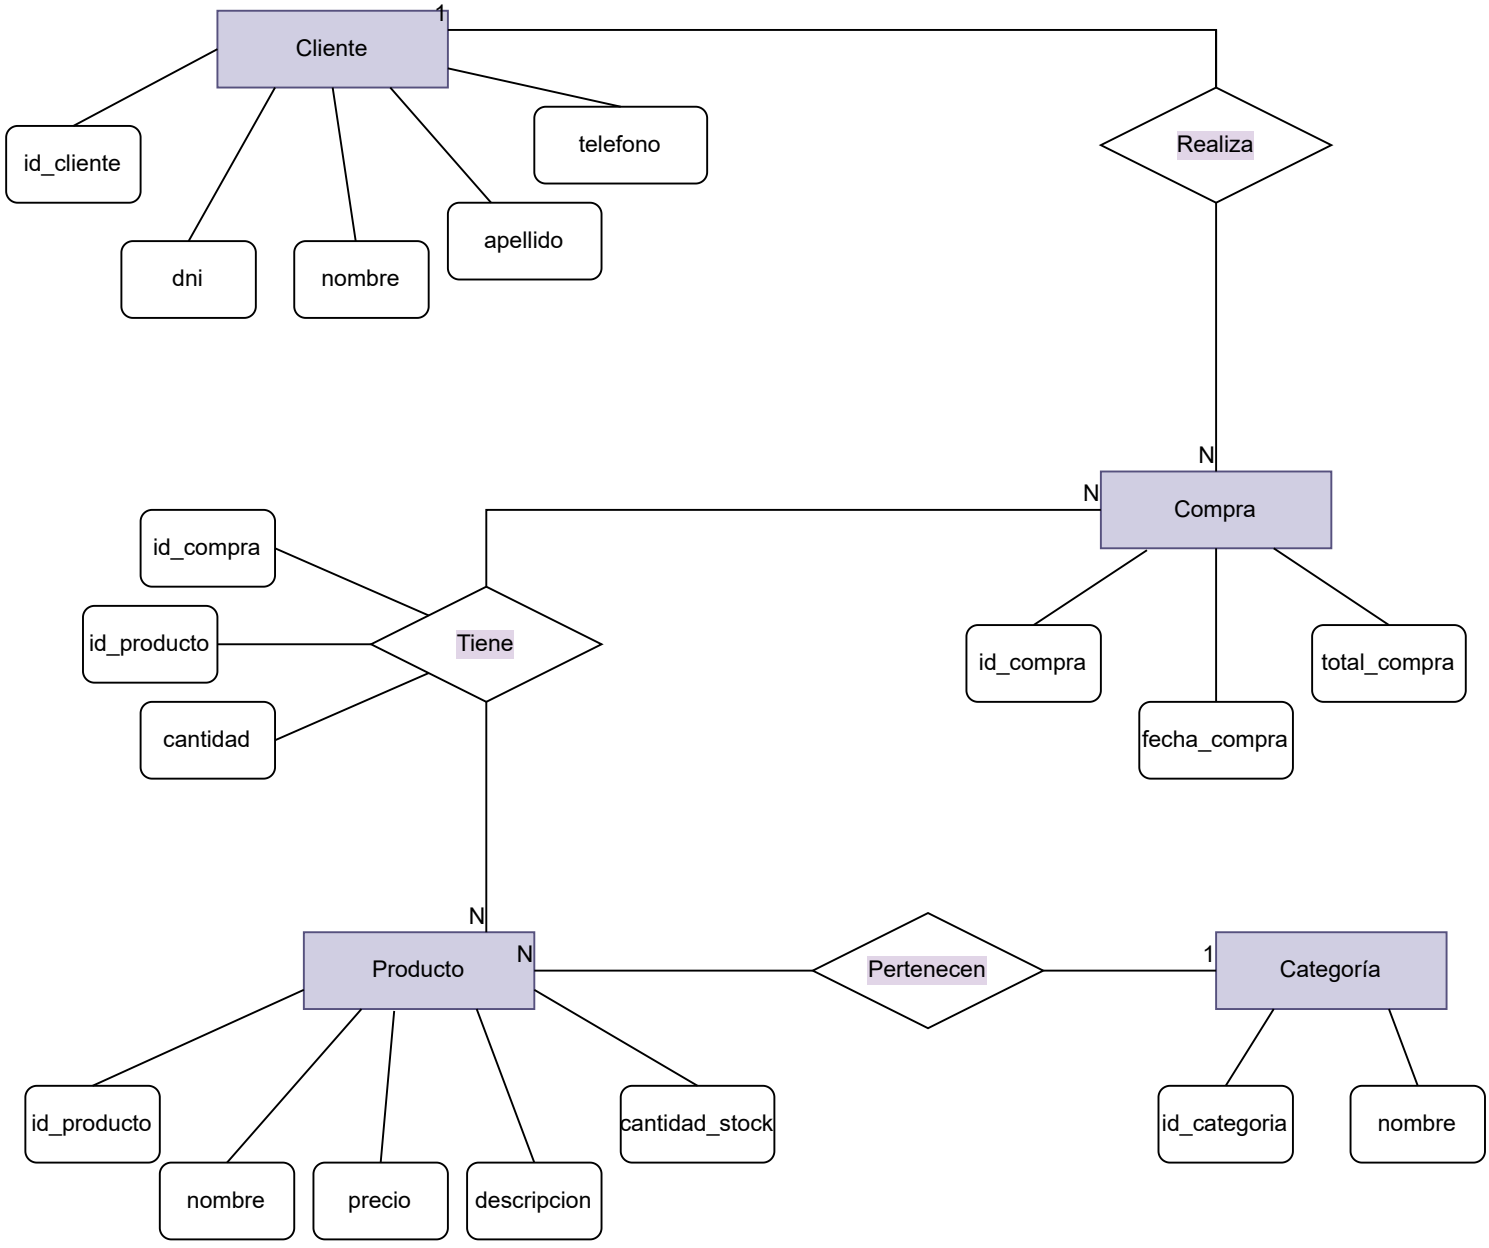 1
Cliente
telefono
Realiza
id_cliente
apellido
dni
nombre
N
N
Compra
id_compra
id_producto
Tiene
cantidad
id_compra
total_compra
fecha_compra
N
N
Producto
Pertenecen
1
Categoría
id_producto
cantidad_stock
id_categoria
nombre
nombre
precio
descripcion